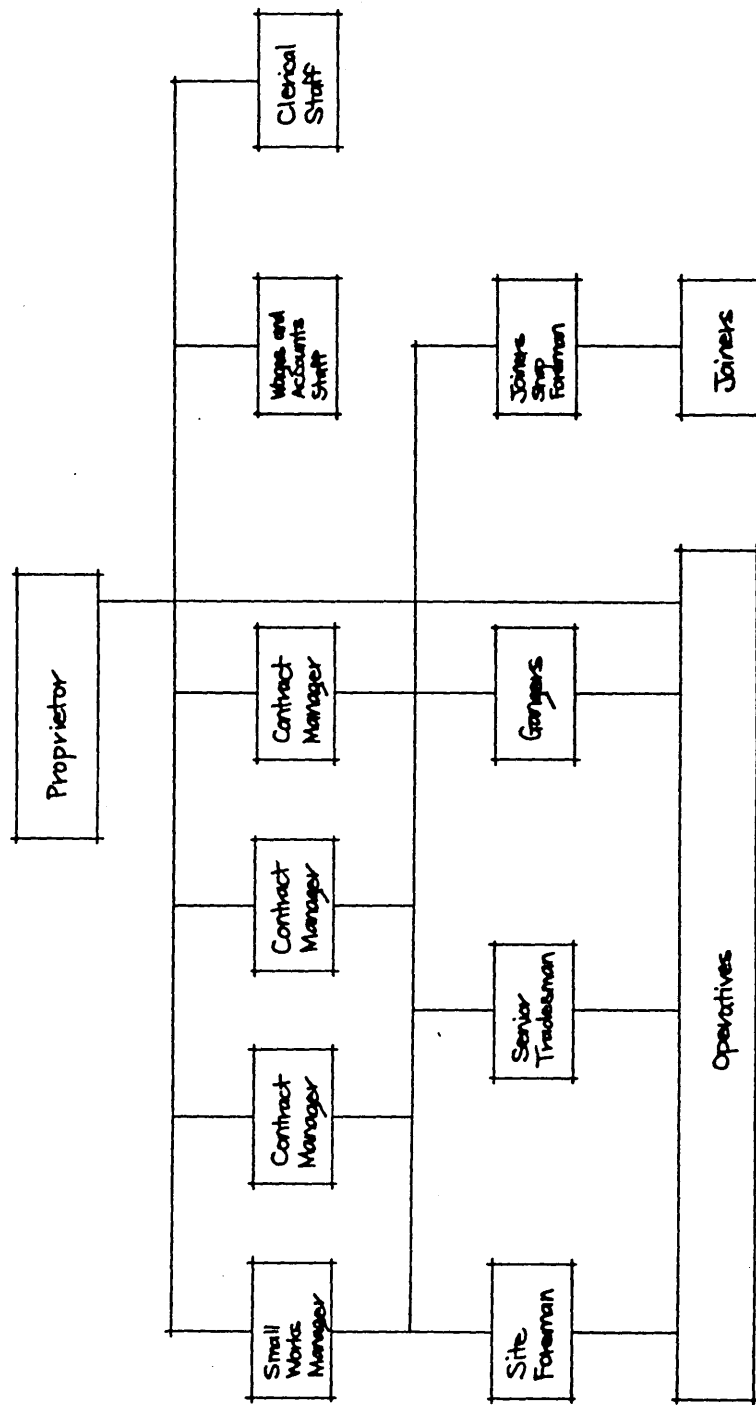 Proprietor
Small
Works
Manager
Contract
Manager
Contract
Manager
Contract
Manager
Wages and
Accounts
Staff
Clerical
Staff
Site
Foreman
Senior
Tradesman
Gangers
Joiners
Shop
Foreman
Operatives
Joiners